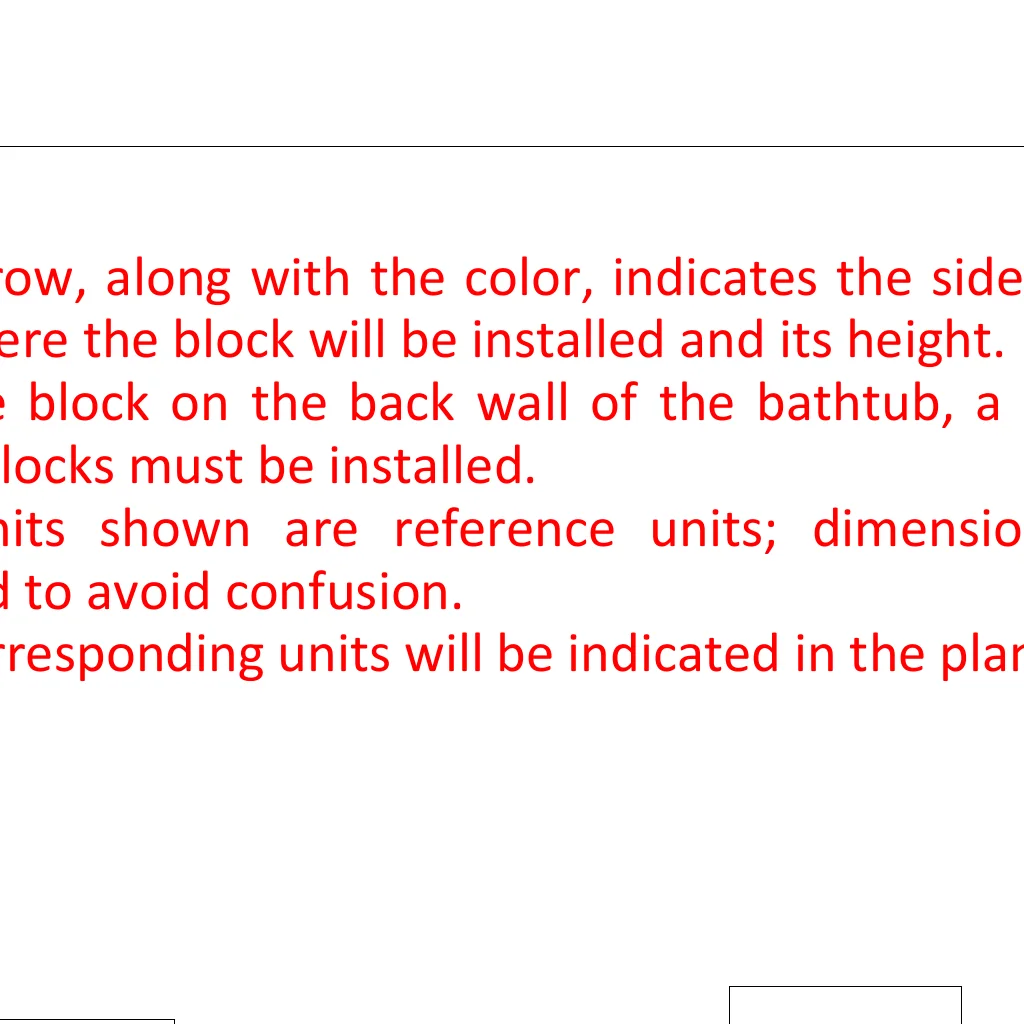 row, along with the color, indicates the side
ere the block will be installed and its height.
e block on the back wall of the bathtub, a
locks must be installed.
nits shown are reference units; dimensio
d to avoid confusion.
rresponding units will be indicated in the plan